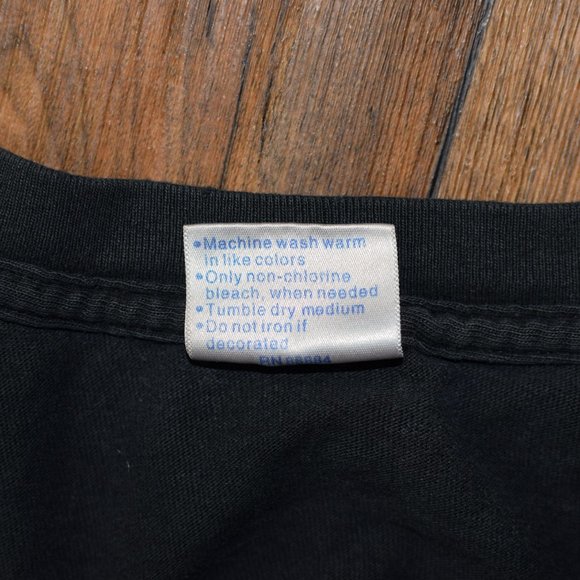 •Machine wash warm
in like colors
•Only non-chlorine
bleach, when needed
•Tumble dry medium
•Do not iron if
decorated
RN